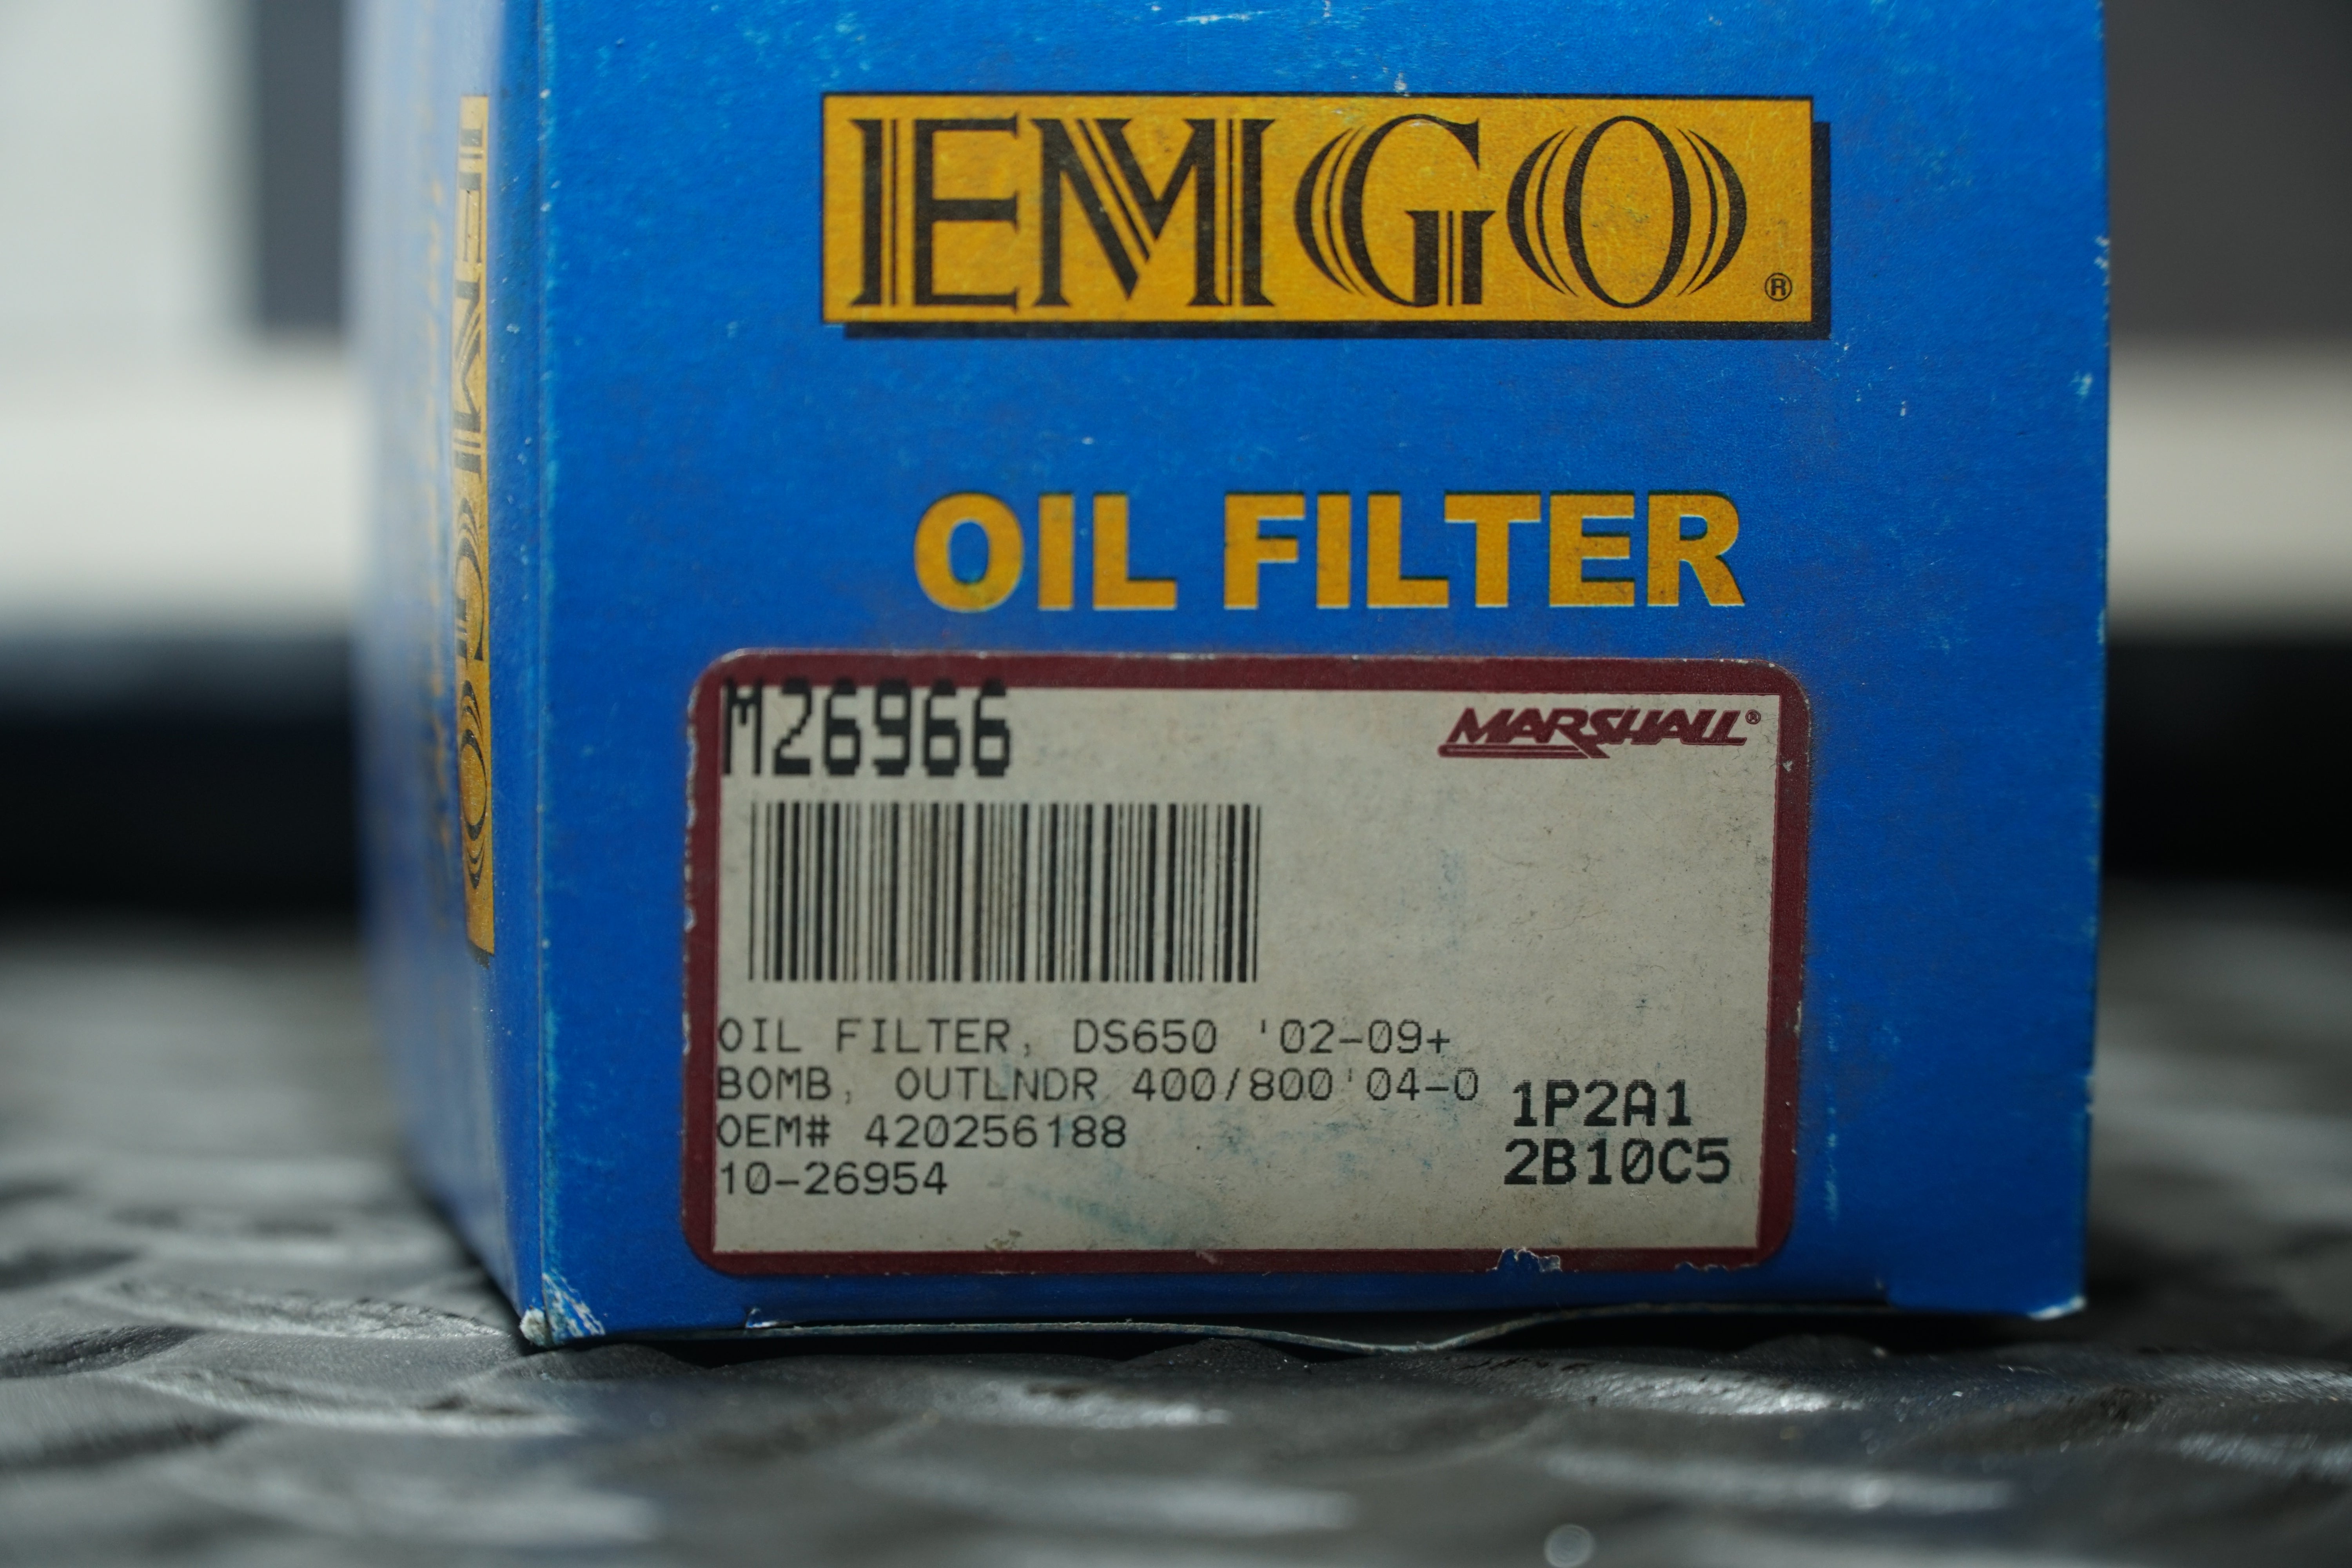 EMGO®
EMGO
OIL FILTER
M26966
MARSHALL®
OIL FILTER, DS650 '02-09+
BOMB, OUTLNDR 400/800'04-0
OEM# 420256188
10-26954
1P2A1
2B10C5